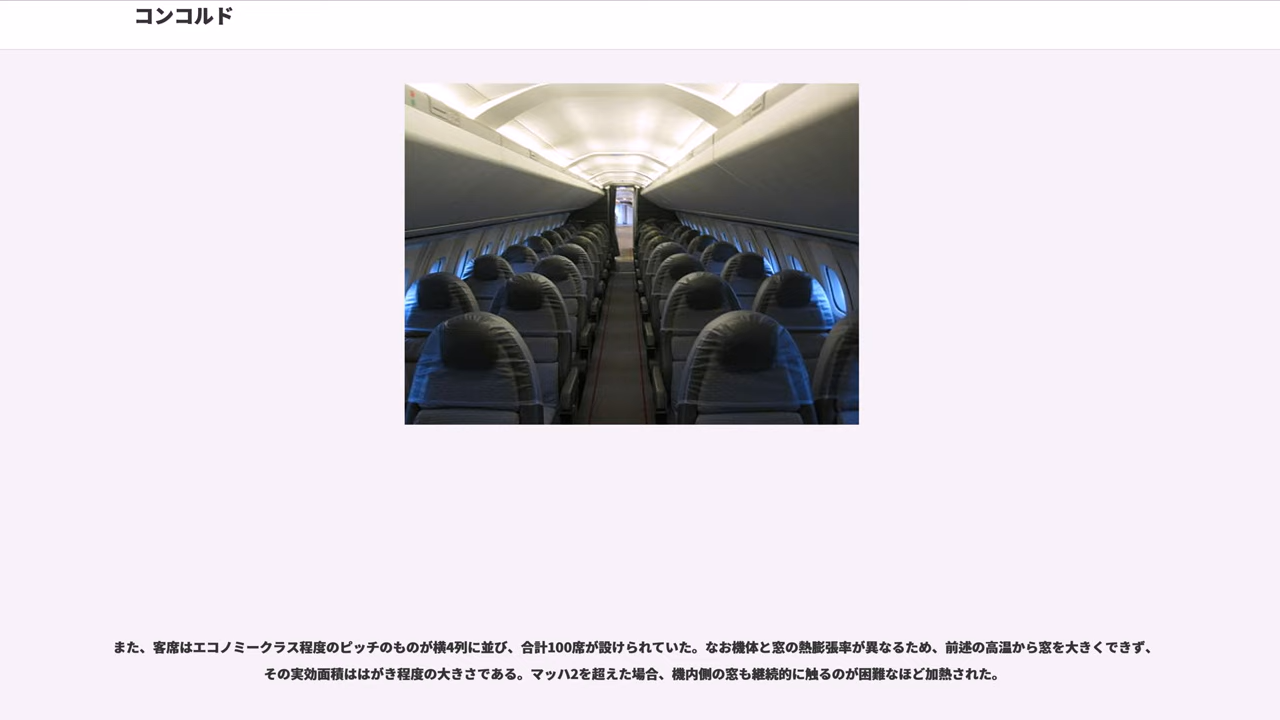 コンコルド
また、客席はエコノミークラス程度のピッチのものが横4列に並び、合計100席が設けられていた。なお機体と窓の熱膨張率が異なるため、前述の高温から窓を大きくできず、
その実効面積ははがき程度の大きさである。マッハ2を超えた場合、機内側の窓も継続的に触るのが困難なほど加熱された。